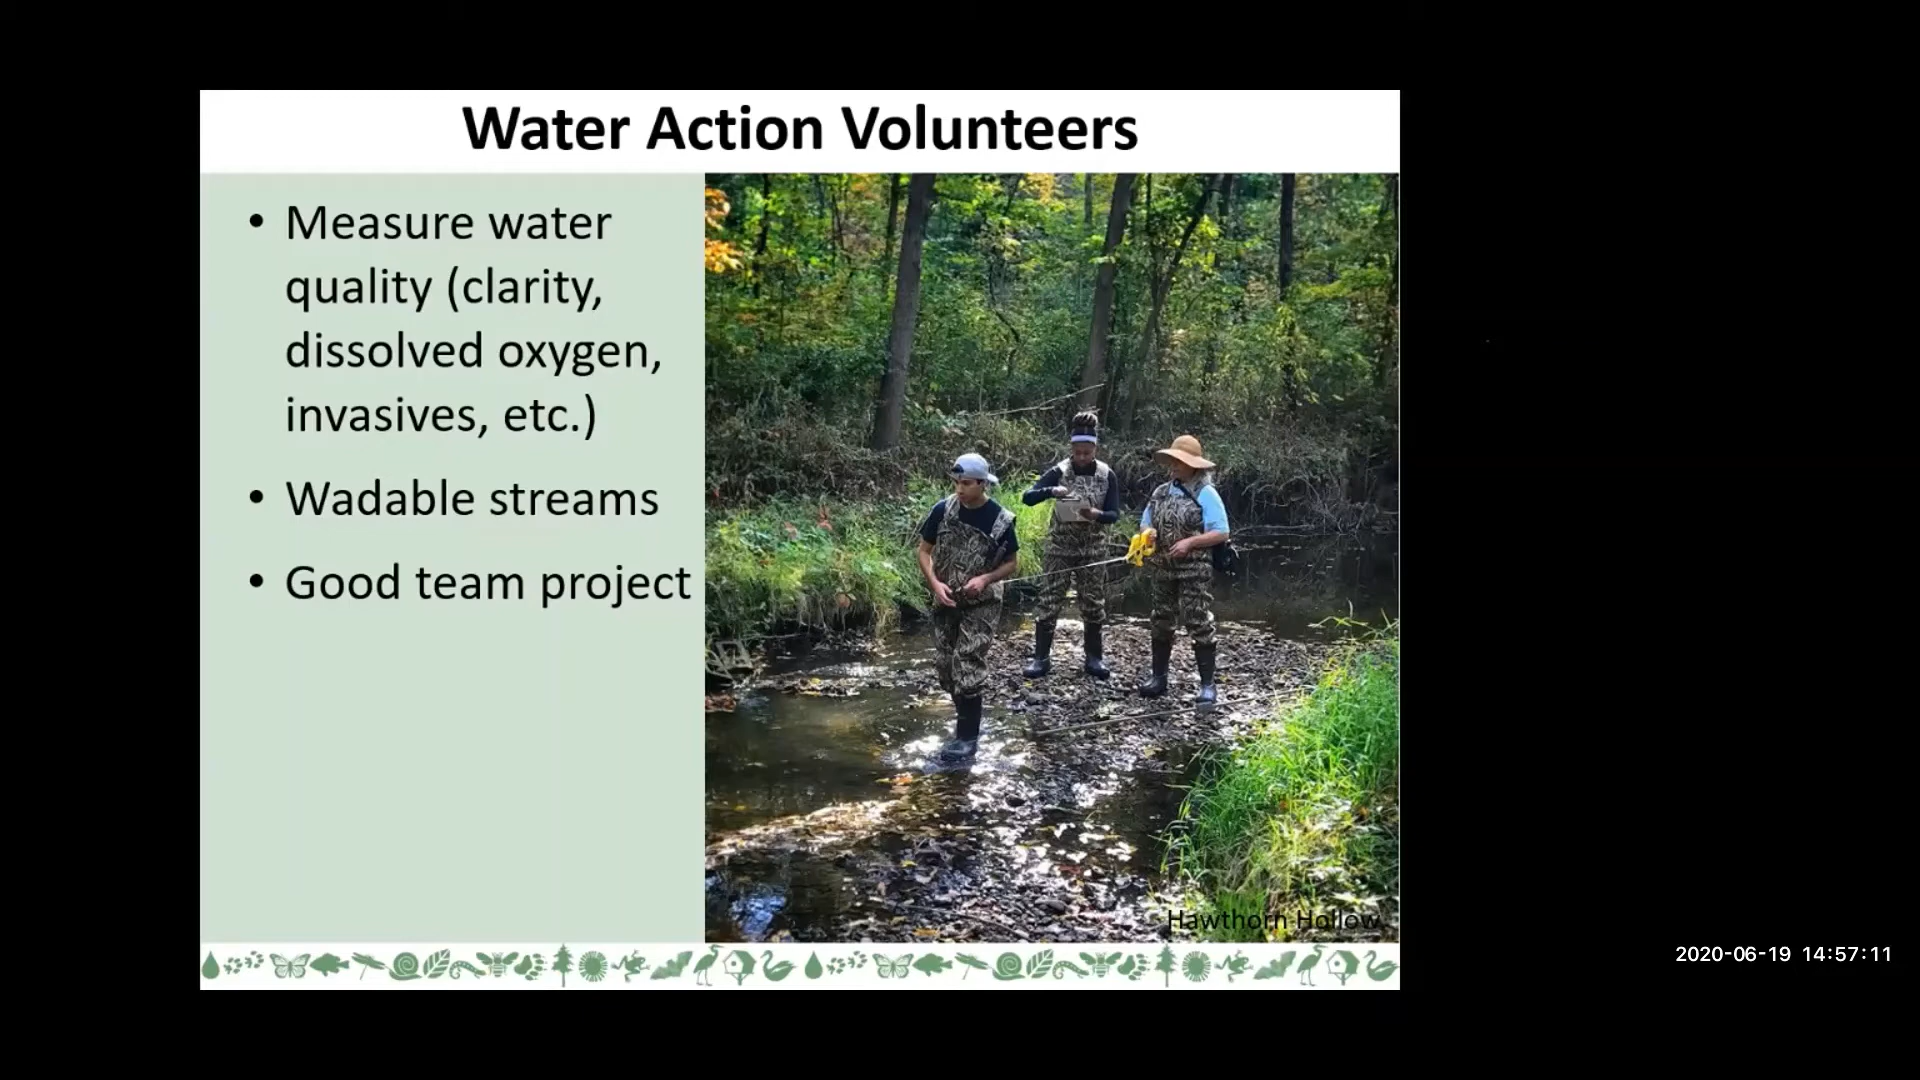 Water Action Volunteers
• Measure water
quality (clarity,
dissolved oxygen,
invasives, etc.)
• Wadable streams
• Good team project
Hawthorn Hollow
2020-06-19 14:57:11